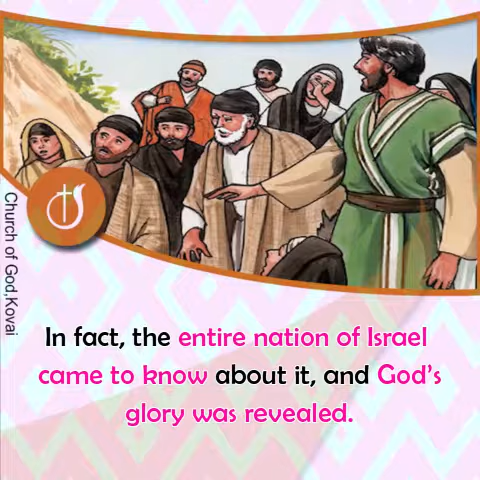 Church of God,Kovai
In fact, the entire nation of Israel
came to know about it, and God's
glory was revealed.